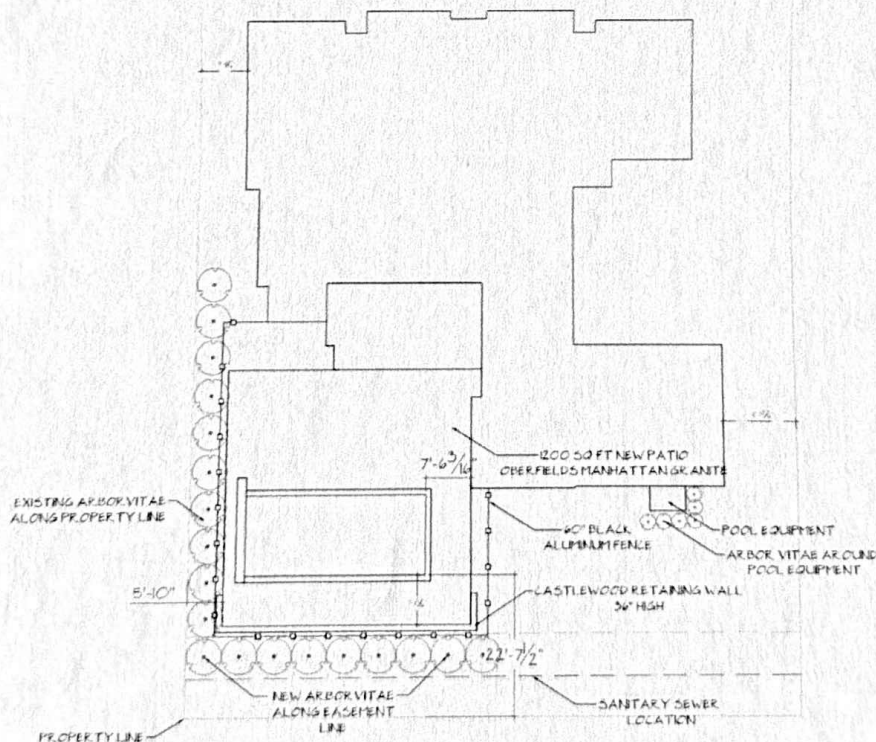 1200 SQ FT NEW PATIO
OBERFIELDS MANHATTAN GRANITE
7'-6 3/16"
EXISTING ARBORVITAE
ALONG PROPERTY LINE
60" BLACK
ALUMINUM FENCE
POOL EQUIPMENT
ARBOR VITAE AROUND
POOL EQUIPMENT
5'-10"
CASTLEWOOD RETAINING WALL
36" HIGH
22'-7 1/2"
NEW ARBORVITAE
ALONG EASEMENT
LINE
SANITARY SEWER
LOCATION
PROPERTY LINE